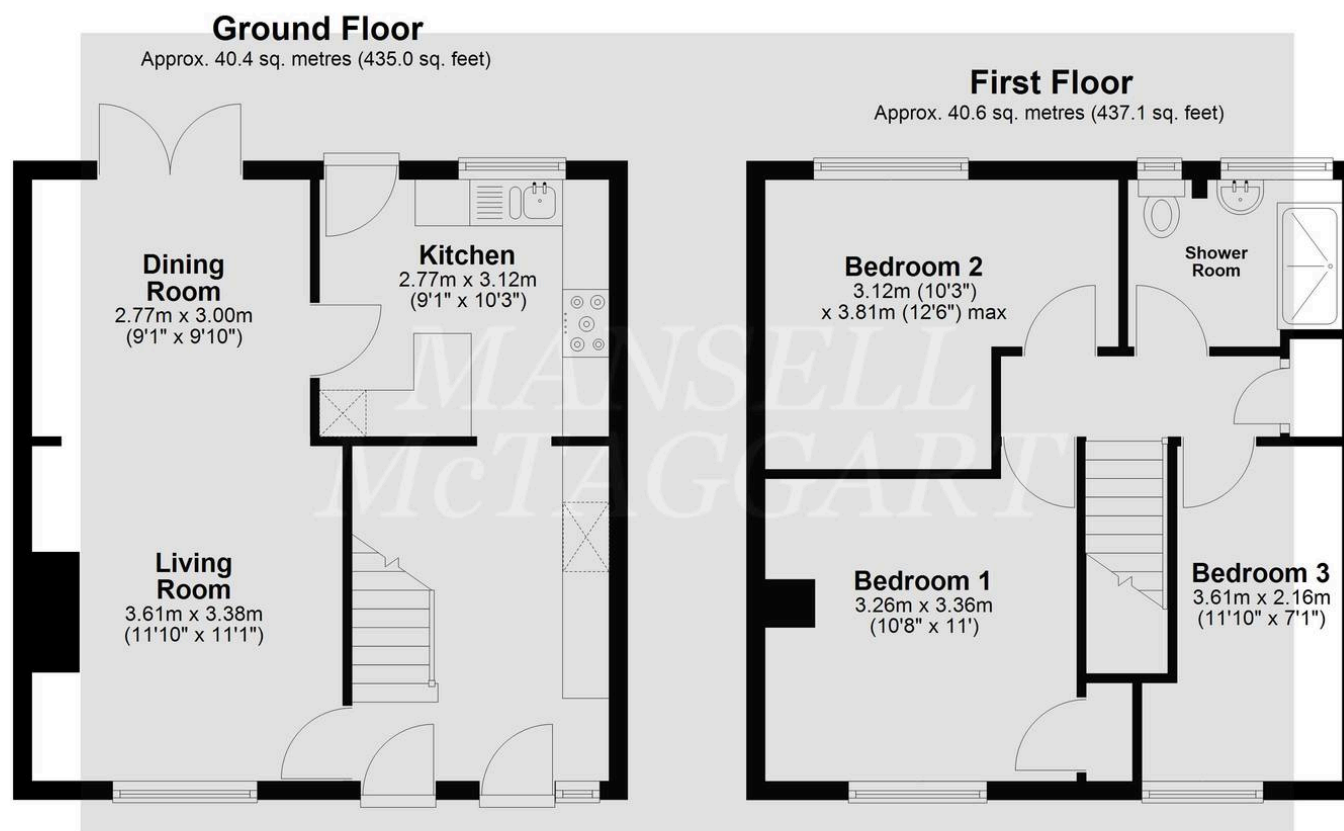 Ground Floor
Approx. 40.4 sq. metres (435.0 sq. feet)
First Floor
Approx. 40.6 sq. metres (437.1 sq. feet)
Dining
Room
2.77m x 3.00m
(9'1" x 9'10")
Kitchen
2.77m x 3.12m
(9'1" x 10'3")
Living
Room
3.61m x 3.38m
(11'10" x 11'1")
Bedroom 2
3.12m (10'3")
x 3.81m (12'6") max
Shower
Room
Bedroom 1
3.26m x 3.36m
(10'8" x 11')
Bedroom 3
3.61m x 2.16m
(11'10" x 7'1")
MANSELL
McTAGGART